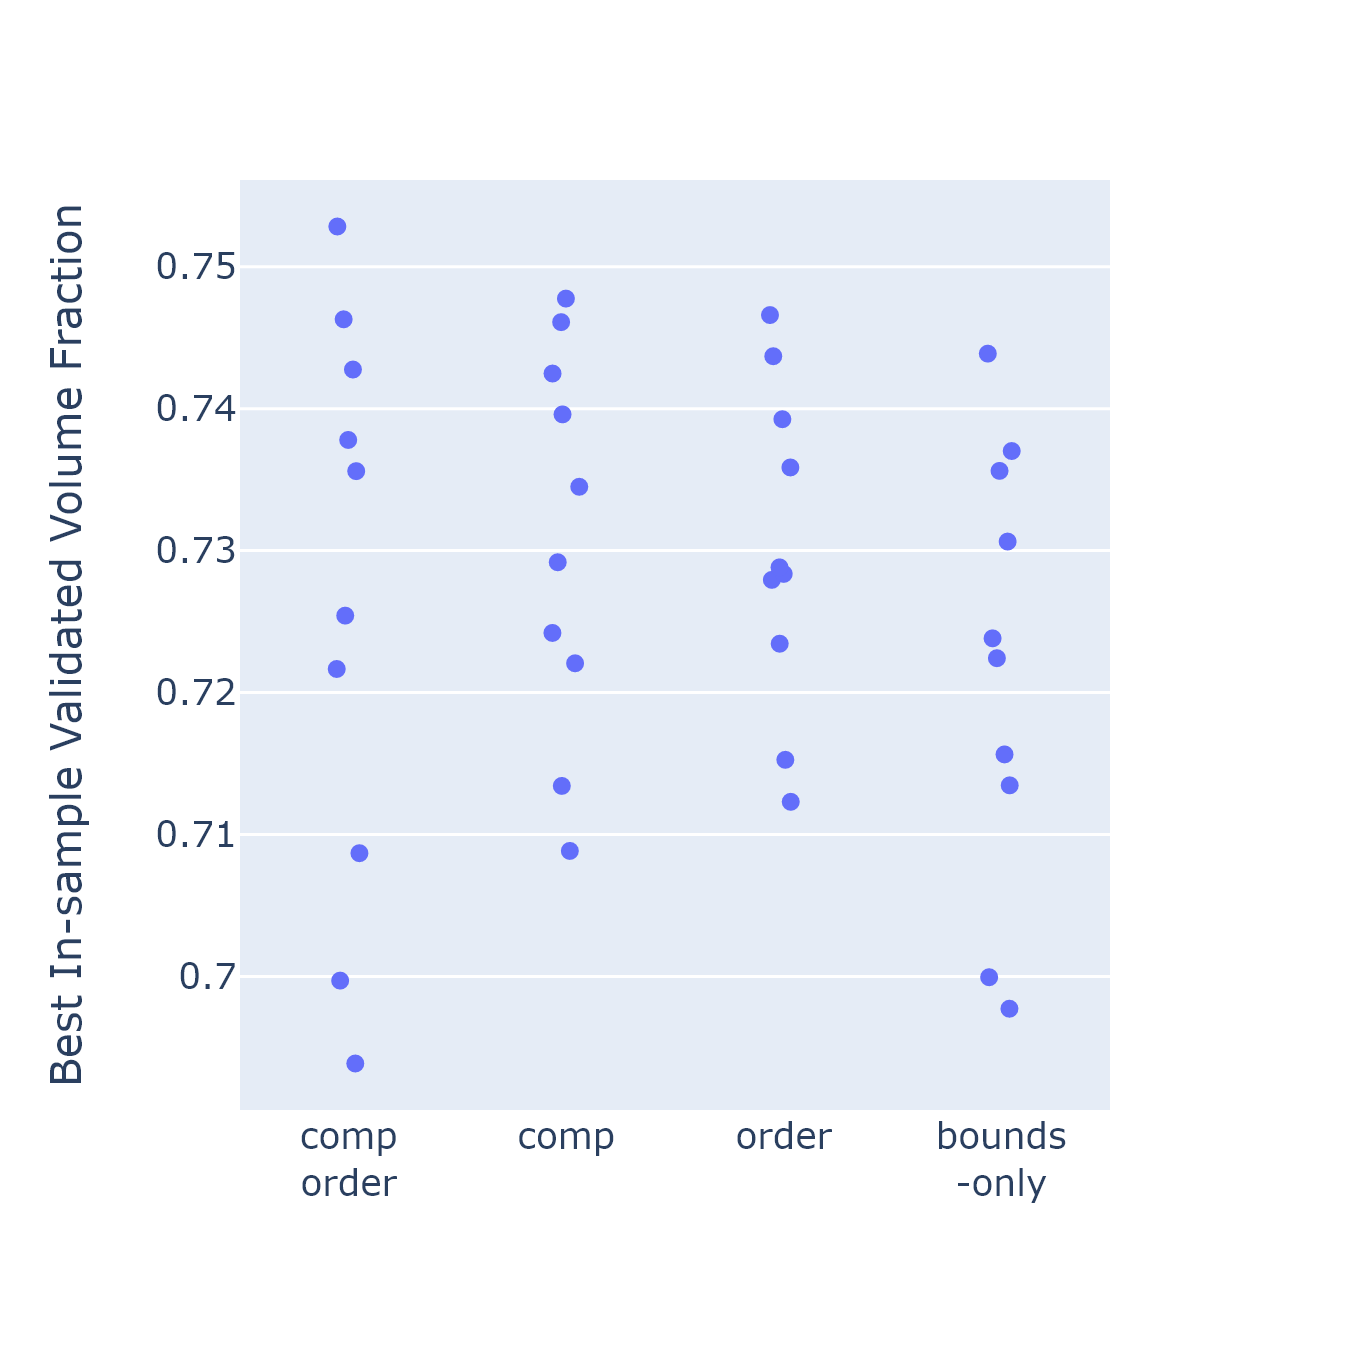 Best In-sample Validated Volume Fraction
0.75
0.74
0.73
0.72
0.71
0.7
comp
order
comp
order
bounds
-only